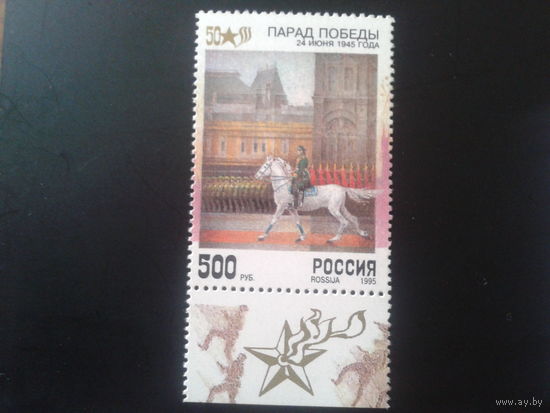 50
ПАРАД ПОБЕДЫ
24 ИЮНЯ 1945 ГОДА
500 РУБ.
РОССИЯ
ROSSIJA 1995
www.ay.by